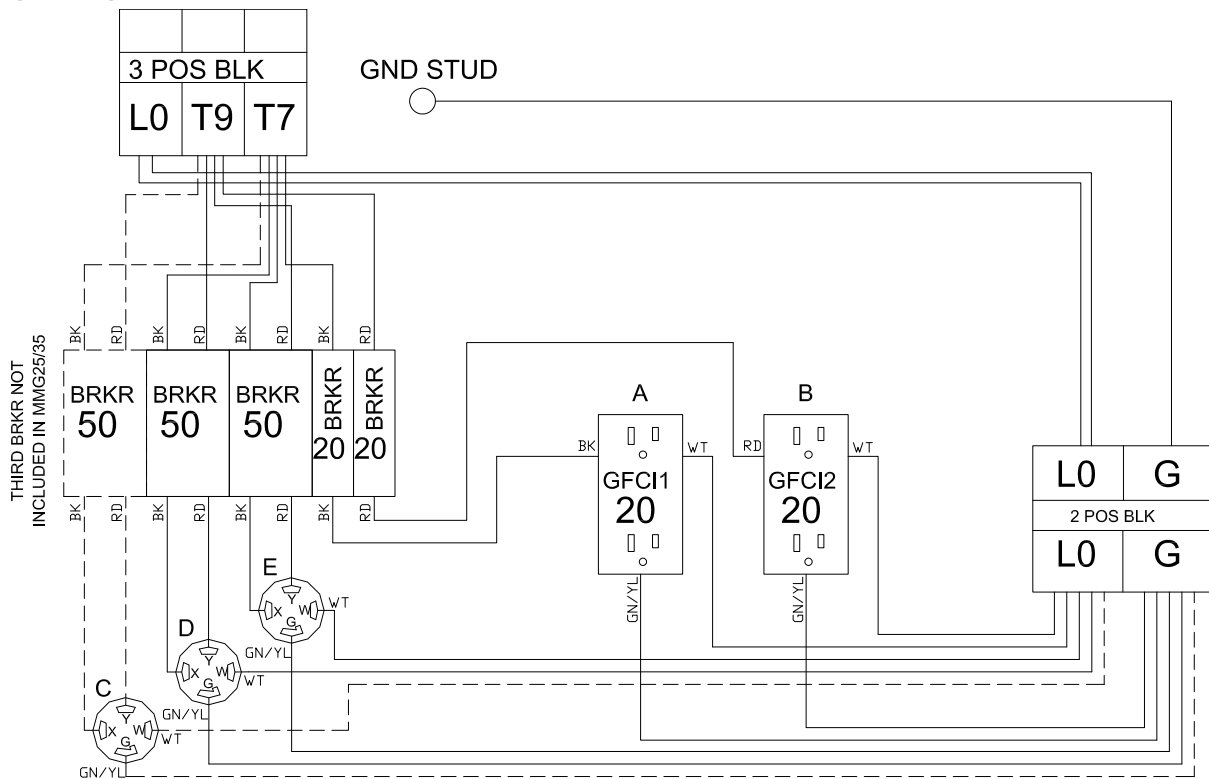 3 POS BLK
L0 T9 T7
GND STUD
THIRD BRKR NOT
INCLUDED IN MMG25/35
BK RD BK RD BK RD BK RD
BRKR
50
BRKR
50
BRKR
50
BRKR
20
BRKR
20
BK RD BK RD BK RD BK RD
A
BK
WT
GFCI1
20
GN/YL
B
RD
WT
GFCI2
20
GN/YL
L0 G
2 POS BLK
L0 G
E
Y
X W
G
WT
GN/YL
D
Y
X W
G
WT
GN/YL
C
Y
X W
G
WT
GN/YL